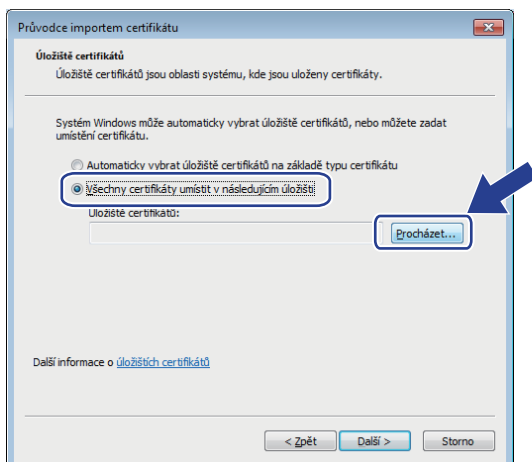 Průvodce importem certifikátu
Úložiště certifikátů
Úložiště certifikátů jsou oblasti systému, kde jsou uloženy certifikáty.
Systém Windows může automaticky vybrat úložiště certifikátů, nebo můžete zadat
umístění certifikátu.
Automaticky vybrat úložiště certifikátů na základě typu certifikátu
Všechny certifikáty umístit v následujícím úložišti
Úložiště certifikátů:
Procházet...
Další informace o úložištích certifikátů
< Zpět Další > Storno